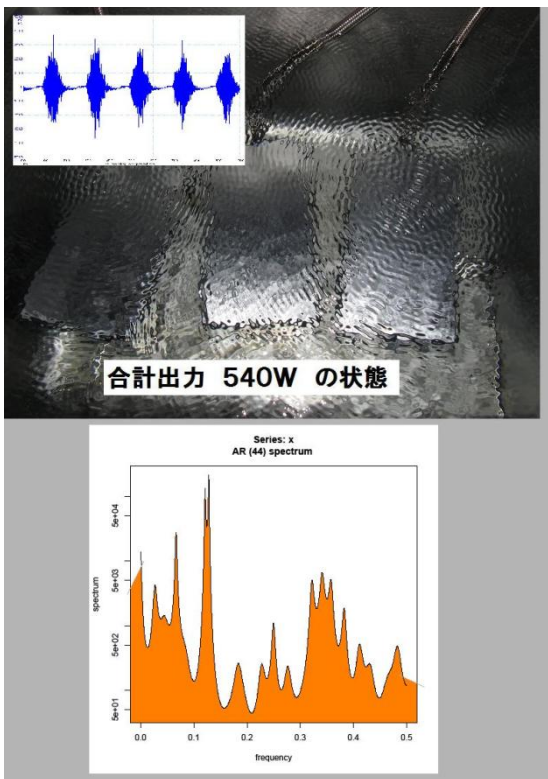 合計出力 540W の状態
Series: x
AR (44) spectrum
spectrum
5e+01
5e+02
5e+03
5e+04
0.0 0.1 0.2 0.3 0.4 0.5
frequency